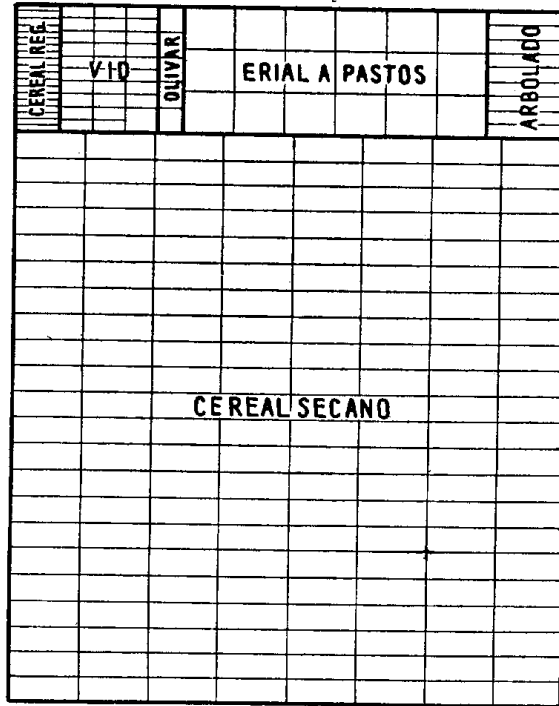 CEREAL REG.
VID
OLIVAR
ERIAL A PASTOS
ARBOLADO
CEREAL SECANO